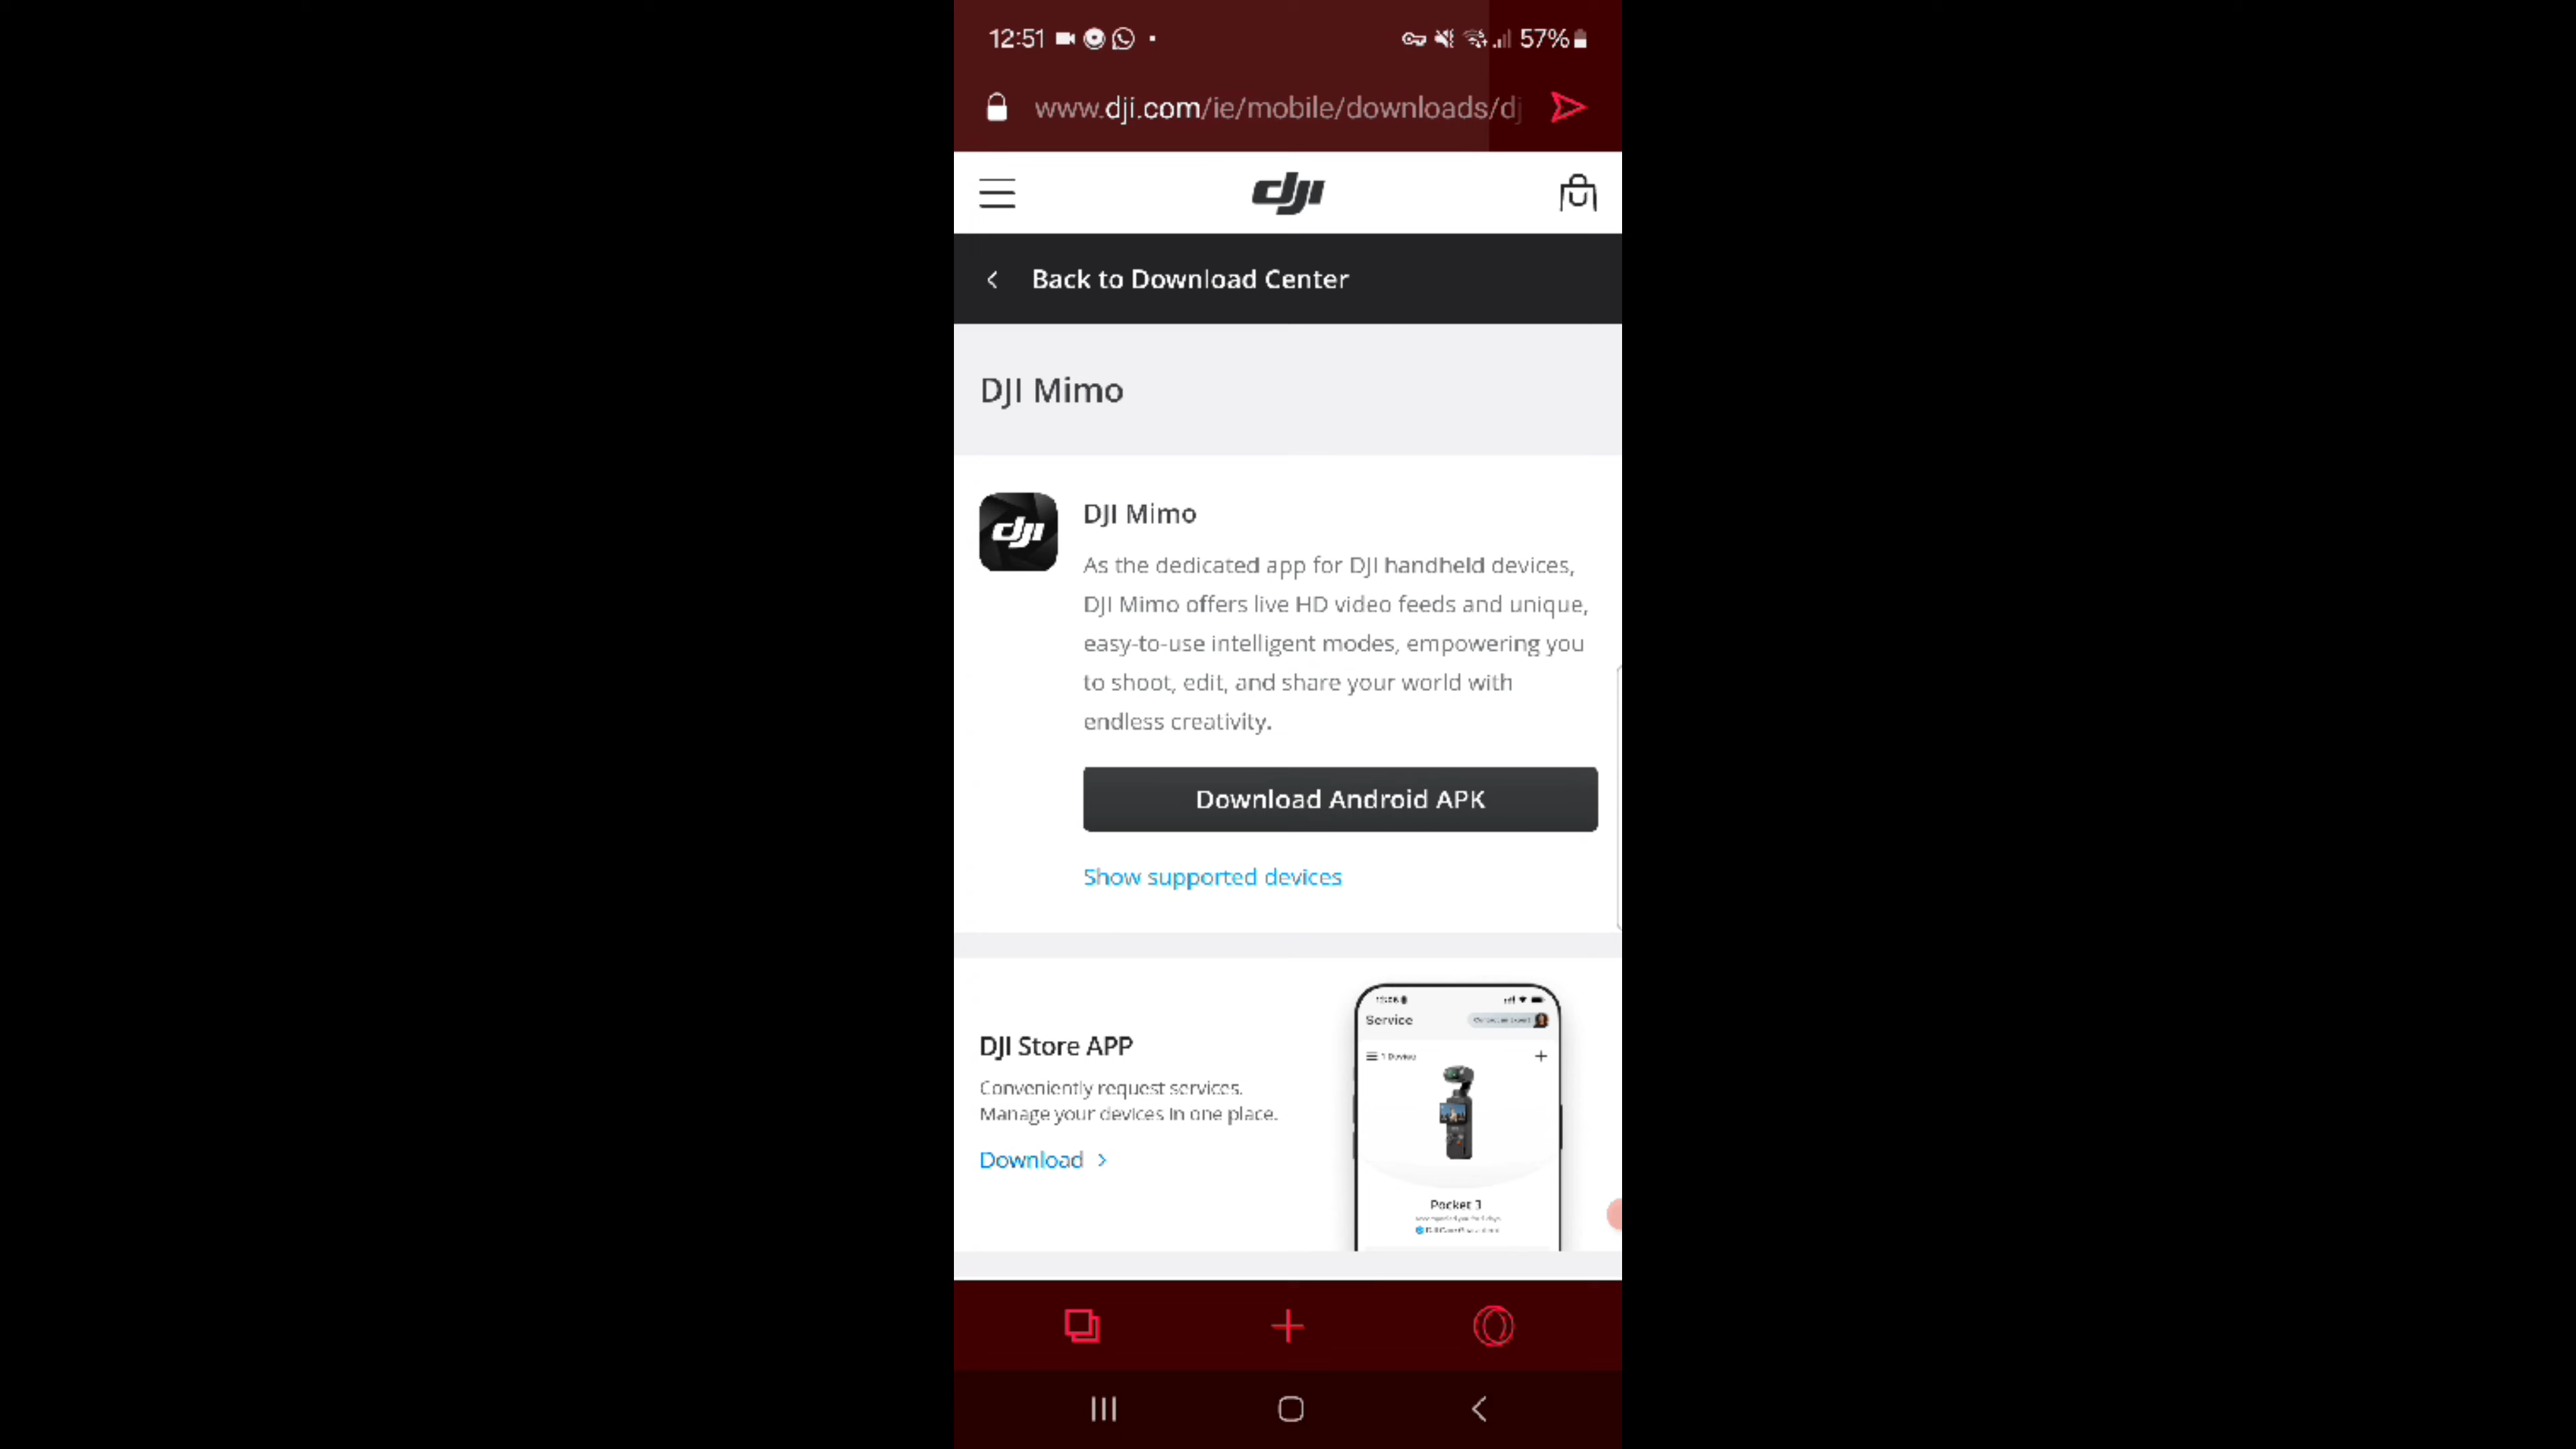 12:51
57%
www.dji.com/ie/mobile/downloads/dj
dji
Back to Download Center
DJI Mimo
dji
DJI Mimo
As the dedicated app for DJI handheld devices,
DJI Mimo offers live HD video feeds and unique,
easy-to-use intelligent modes, empowering you
to shoot, edit, and share your world with
endless creativity.
Download Android APK
Show supported devices
DJI Store APP
Conveniently request services.
Manage your devices in one place.
Download
Service
1 Device
Pocket 3